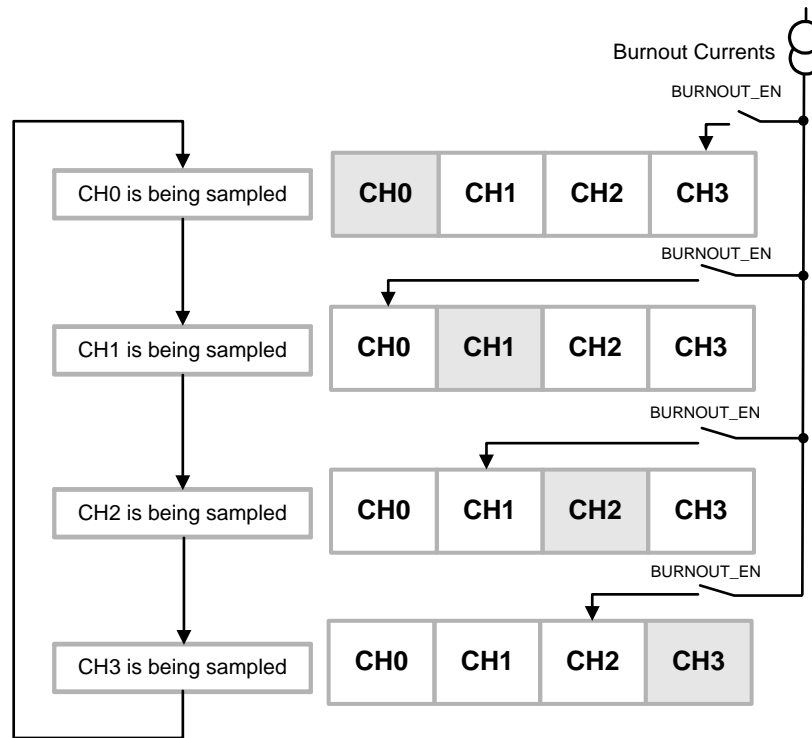 Burnout Currents
BURNOUT_EN
CH0 is being sampled
CH0 CH1 CH2 CH3
BURNOUT_EN
CH1 is being sampled
CH0 CH1 CH2 CH3
BURNOUT_EN
CH2 is being sampled
CH0 CH1 CH2 CH3
BURNOUT_EN
CH3 is being sampled
CH0 CH1 CH2 CH3